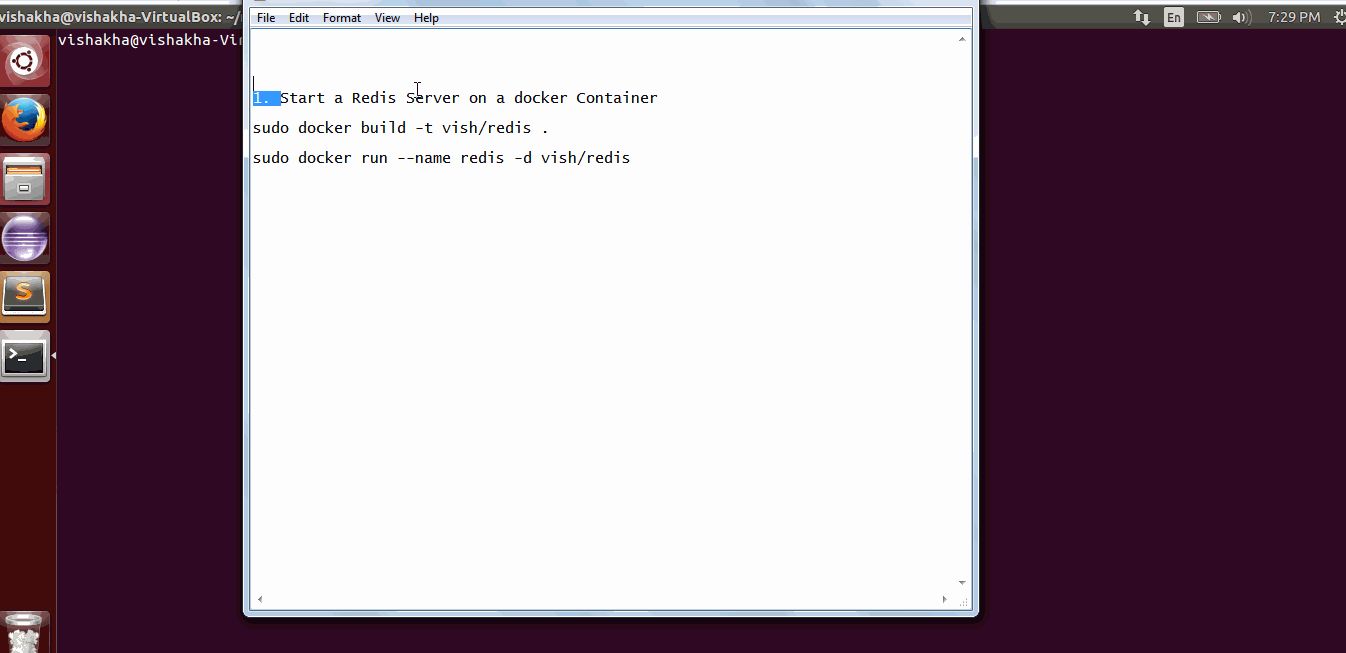 vishakha@vishakha-VirtualBox: ~/
File Edit Format View Help
En
7:29 PM
vishakha@vishakha-Vir
1. Start a Redis Server on a docker Container
sudo docker build -t vish/redis .
sudo docker run --name redis -d vish/redis